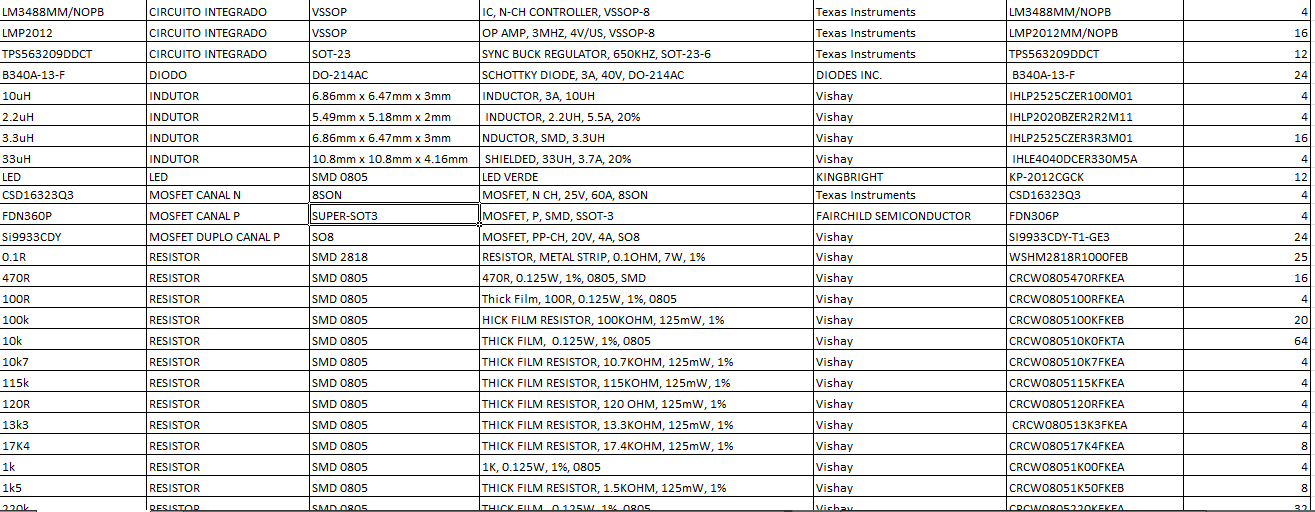 LM3488MM/NOPB CIRCUITO INTEGRADO VSSOP IC, N-CH CONTROLLER, VSSOP-8 Texas Instruments LM3488MM/NOPB 4
LMP2012 CIRCUITO INTEGRADO VSSOP OP AMP, 3MHZ, 4V/US, VSSOP-8 Texas Instruments LMP2012MM/NOPB 16
TPS563209DDCT CIRCUITO INTEGRADO SOT-23 SYNC BUCK REGULATOR, 650KHZ, SOT-23-6 Texas Instruments TPS563209DDCT 12
B340A-13-F DIODO DO-214AC SCHOTTKY DIODE, 3A, 40V, DO-214AC DIODES INC. B340A-13-F 24
10uH INDUTOR 6.86mm x 6.47mm x 3mm INDUCTOR, 3A, 10UH Vishay IHLP2525CZER100M01 4
2.2uH INDUTOR 5.49mm x 5.18mm x 2mm INDUCTOR, 2.2UH, 5.5A, 20% Vishay IHLP2020BZER2R2M11 4
3.3uH INDUTOR 6.86mm x 6.47mm x 3mm NDUCTOR, SMD, 3.3UH Vishay IHLP2525CZER3R3M01 16
33uH INDUTOR 10.8mm x 10.8mm x 4.16mm SHIELDED, 33UH, 3.7A, 20% Vishay IHLE4040DCER330M5A 4
LED LED SMD 0805 LED VERDE KINGBRIGHT KP-2012CGCK 12
CSD16323Q3 MOSFET CANAL N 8SON MOSFET, N CH, 25V, 60A, 8SON Texas Instruments CSD16323Q3 4
FDN360P MOSFET CANAL P SUPER-SOT3 MOSFET, P, SMD, SSOT-3 FAIRCHILD SEMICONDUCTOR FDN306P 4
Si9933CDY MOSFET DUPLO CANAL P SO8 MOSFET, PP-CH, 20V, 4A, SO8 Vishay SI9933CDY-T1-GE3 24
0.1R RESISTOR SMD 2818 RESISTOR, METAL STRIP, 0.1OHM, 7W, 1% Vishay WSHM2818R1000FEB 25
470R RESISTOR SMD 0805 470R, 0.125W, 1%, 0805, SMD Vishay CRCW0805470RFKEA 16
100R RESISTOR SMD 0805 Thick Film, 100R, 0.125W, 1%, 0805 Vishay CRCW0805100RFKEA 4
100k RESISTOR SMD 0805 HICK FILM RESISTOR, 100KOHM, 125mW, 1% Vishay CRCW0805100KFKEB 20
10k RESISTOR SMD 0805 THICK FILM, 0.125W, 1%, 0805 Vishay CRCW080510K0FKTA 64
10k7 RESISTOR SMD 0805 THICK FILM RESISTOR, 10.7KOHM, 125mW, 1% Vishay CRCW080510K7FKEA 4
115k RESISTOR SMD 0805 THICK FILM RESISTOR, 115KOHM, 125mW, 1% Vishay CRCW0805115KFKEA 4
120R RESISTOR SMD 0805 THICK FILM RESISTOR, 120 OHM, 125mW, 1% Vishay CRCW0805120RFKEA 4
13k3 RESISTOR SMD 0805 THICK FILM RESISTOR, 13.3KOHM, 125mW, 1% Vishay CRCW080513K3FKEA 4
17K4 RESISTOR SMD 0805 THICK FILM RESISTOR, 17.4KOHM, 125mW, 1% Vishay CRCW080517K4FKEA 8
1k RESISTOR SMD 0805 1K, 0.125W, 1%, 0805 Vishay CRCW08051K00FKEA 4
1k5 RESISTOR SMD 0805 THICK FILM RESISTOR, 1.5KOHM, 125mW, 1% Vishay CRCW08051K50FKEB 8
220k RESISTOR SMD 0805 THICK FILM, 0.125W, 1%, 0805 Vishay CRCW0805220KFKEA 32